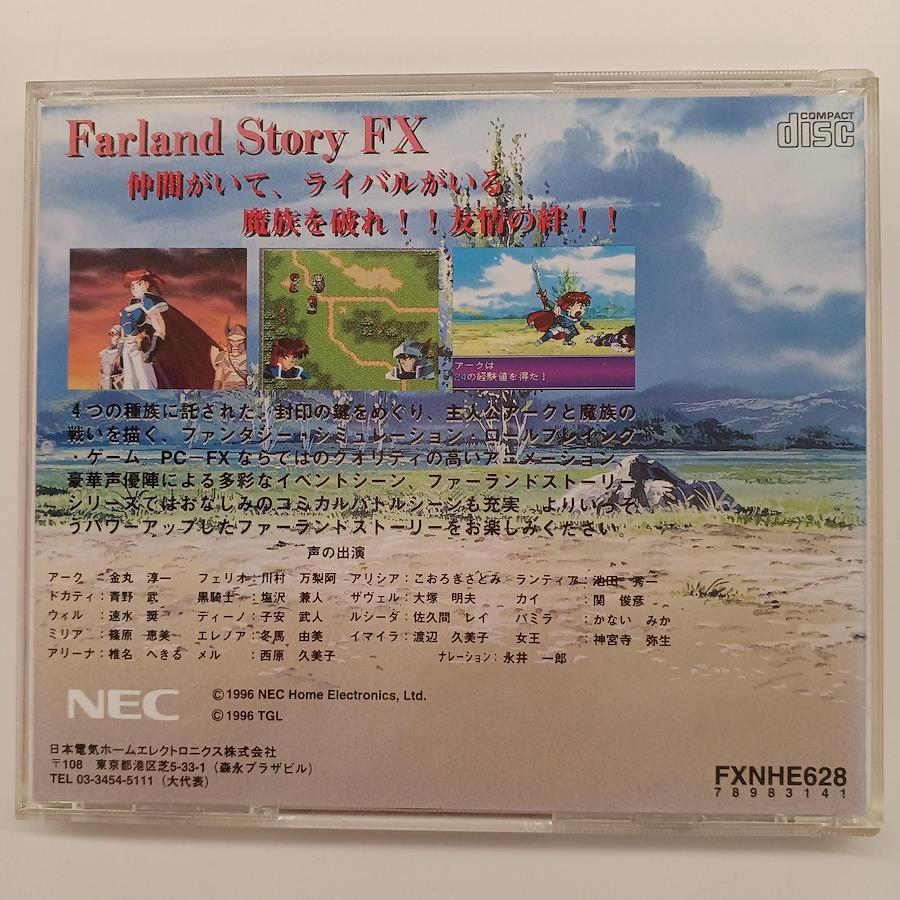 Farland Story FX
COMPACT
disc
仲間がいて、ライバルがいる
魔族を破れ！！友情の絆！！
アークは
24の経験値を得た！
4つの種族に託された、封印の鍵をめぐり、主人公アークと魔族の
戦いを描く、ファンタジー・シミュレーション・ロールプレイング
・ゲーム。PC—FXならではのクオリティの高いアニメーション
豪華声優陣による多彩なイベントシーン、ファーランドストーリー
シリーズではおなじみのコミカルバトルシーンも充実　よりいっそ
うパワーアップしたファーランドストーリーをお楽しみください。
声の出演
アーク：金丸　淳一　フェリオ：川村　万梨阿　アリシア：こおろぎさとみ　ランティア：池田　秀一
ドカティ：青野　武　黒騎士：塩沢　兼人　ザヴェル：大塚　明夫　カイ：関　俊彦
ウィル：速水　奨　ディーノ：子安　武人　ルシーダ：佐久間　レイ　パミラ：かない　みか
ミリア：篠原　恵美　エレノア：冬馬　由美　イマイラ：渡辺　久美子　女王：神宮寺　弥生
アリーナ：椎名　へきる　メル：西原　久美子　ナレーション：永井　一郎
NEC
©1996 NEC Home Electronics, Ltd.
©1996 TGL
日本電気ホームエレクトロニクス株式会社
〒108　東京都港区芝5-33-1（森永プラザビル）
TEL 03-3454-5111（大代表）
FXNHE628
78983141